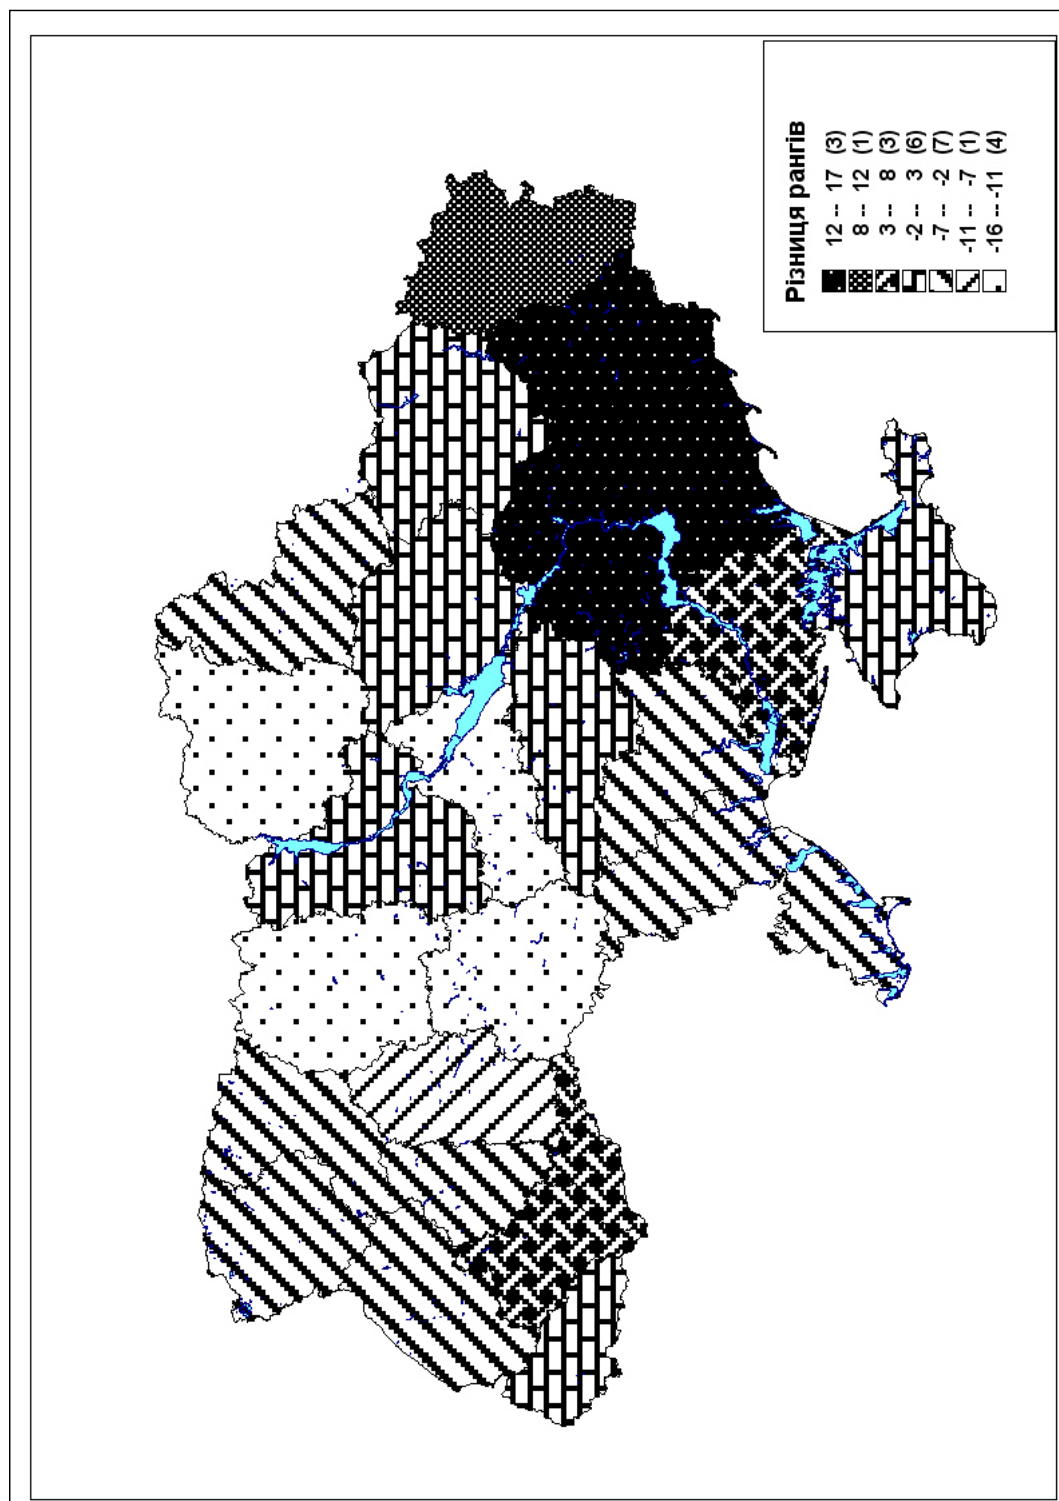 Різниця рангів
12 -- 17 (3)
8 -- 12 (1)
3 -- 8 (3)
-2 -- 3 (6)
-7 -- -2 (7)
-11 -- -7 (1)
-16 -- -11 (4)